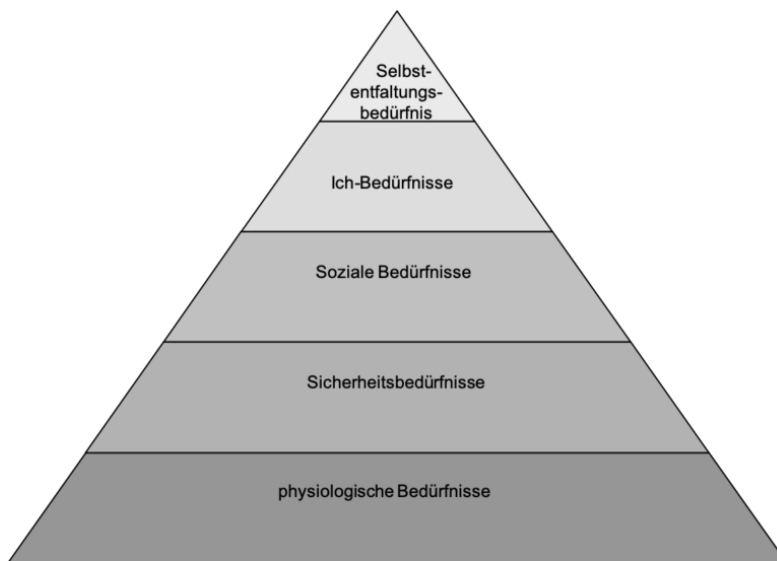 Selbst-
entfaltungs-
bedürfnis
Ich-Bedürfnisse
Soziale Bedürfnisse
Sicherheitsbedürfnisse
physiologische Bedürfnisse